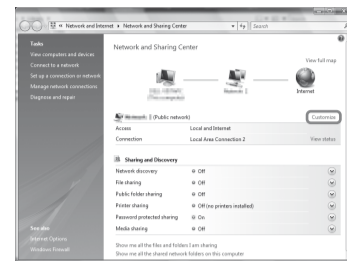 « Network and Internet ▸ Network and Sharing Center
Search
Tasks
View computers and devices
Connect to a network
Set up a connection or network
Manage network connections
Diagnose and repair
See also
Internet Options
Windows Firewall
Network and Sharing Center
View full map
(This computer)
Internet
(Public network)
Customize
Access Local and Internet
Connection Local Area Connection 2 View status
Sharing and Discovery
Network discovery Off
File sharing Off
Public folder sharing Off
Printer sharing Off (no printers installed)
Password protected sharing On
Media sharing Off
Show me all the files and folders I am sharing
Show me all the shared network folders on this computer